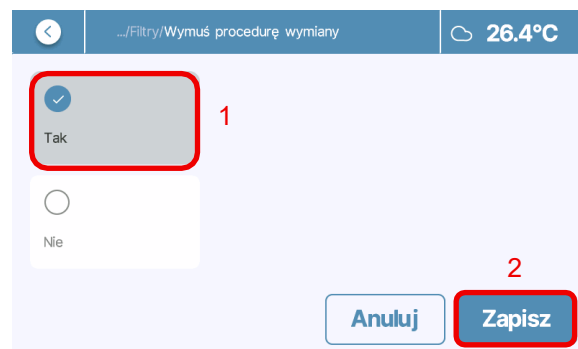 .../Filtry/Wymuś procedurę wymiany
26.4°C
1
Tak
Nie
2
Anuluj
Zapisz